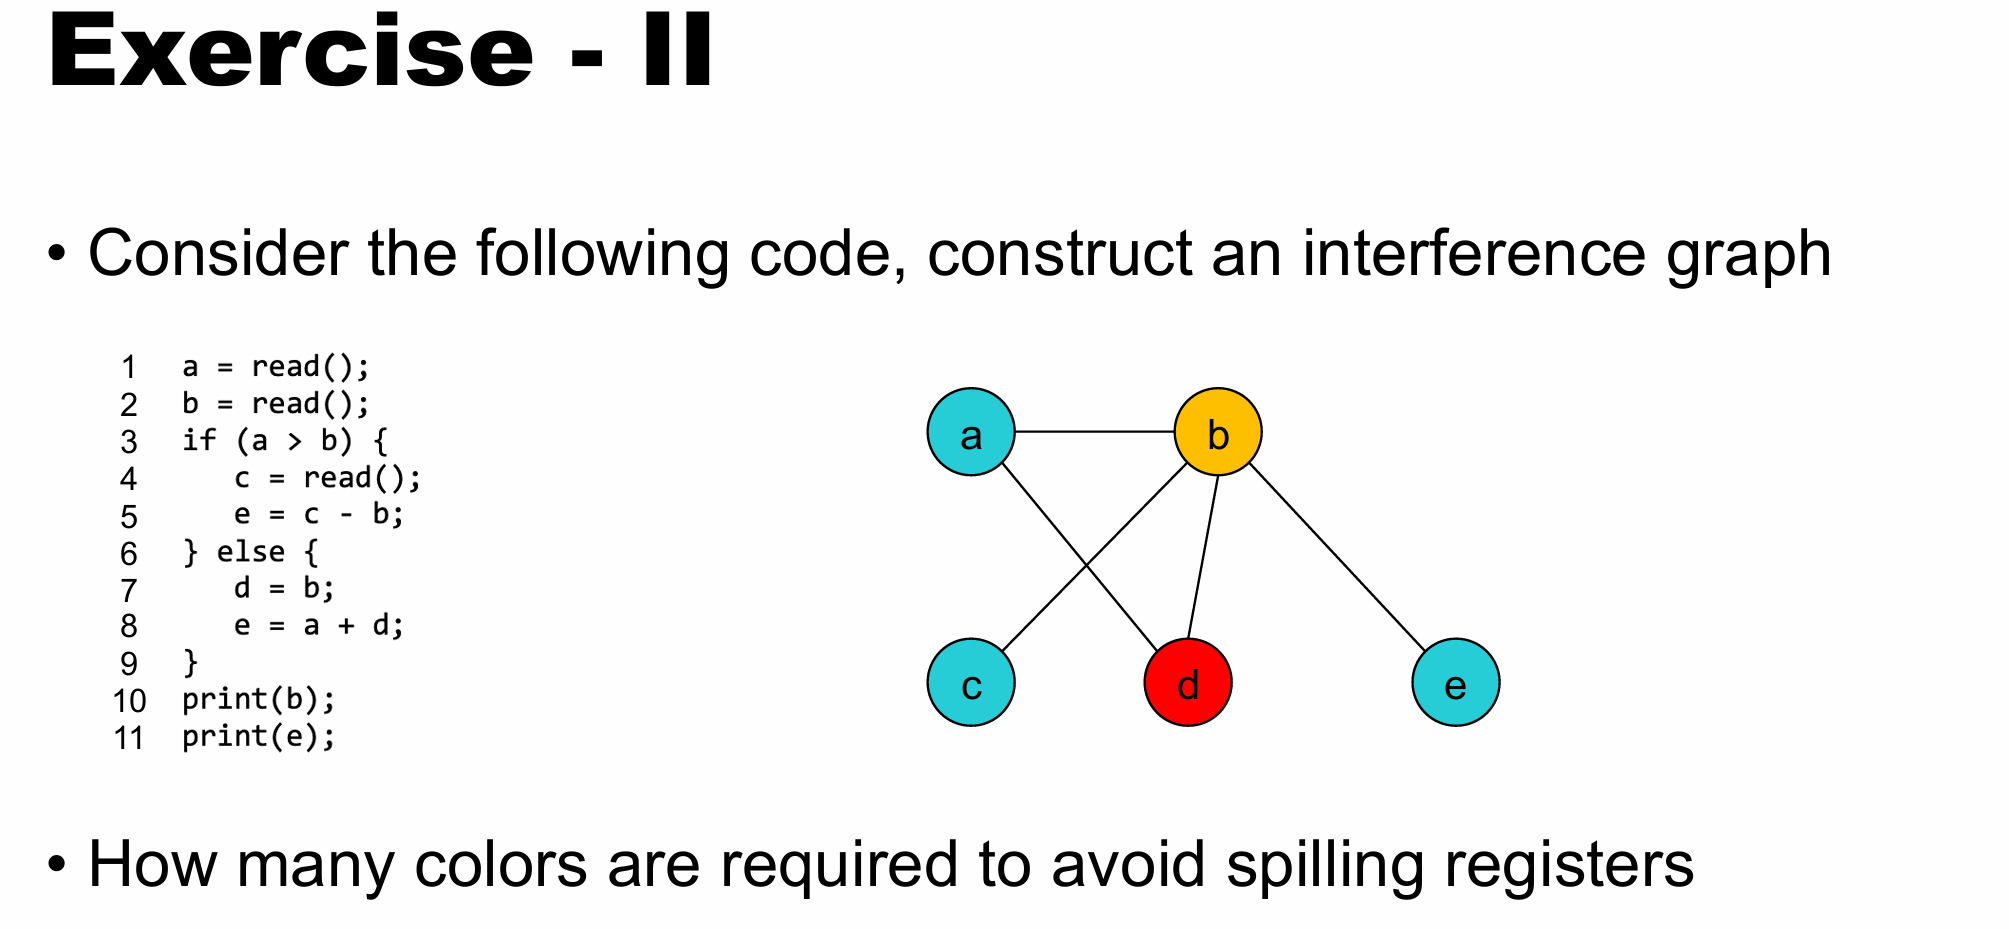 Exercise - II
• Consider the following code, construct an interference graph
1 a = read();
2 b = read();
3 if (a > b) {
4 c = read();
5 e = c - b;
6 } else {
7 d = b;
8 e = a + d;
9 }
10 print(b);
11 print(e);
a b
c d e
• How many colors are required to avoid spilling registers